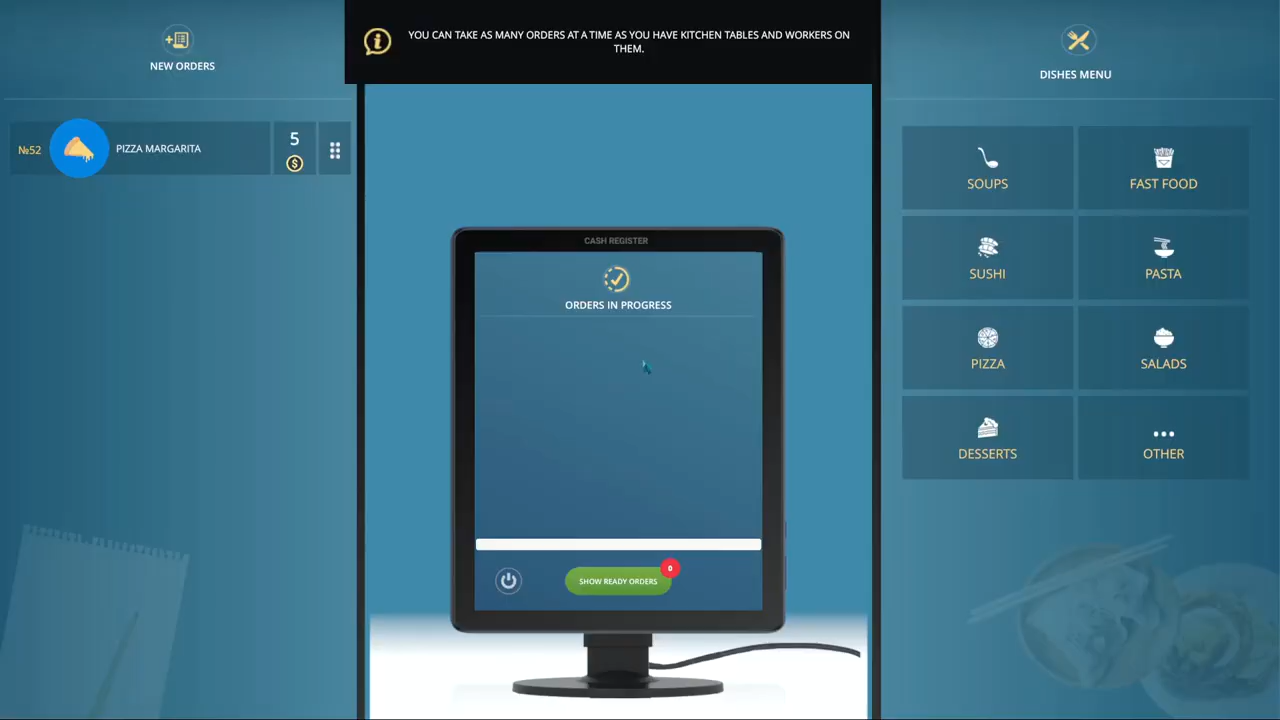 NEW ORDERS
№52
PIZZA MARGARITA
5
YOU CAN TAKE AS MANY ORDERS AT A TIME AS YOU HAVE KITCHEN TABLES AND WORKERS ON
THEM.
CASH REGISTER
ORDERS IN PROGRESS
SHOW READY ORDERS
0
DISHES MENU
SOUPS
FAST FOOD
SUSHI
PASTA
PIZZA
SALADS
DESSERTS
OTHER